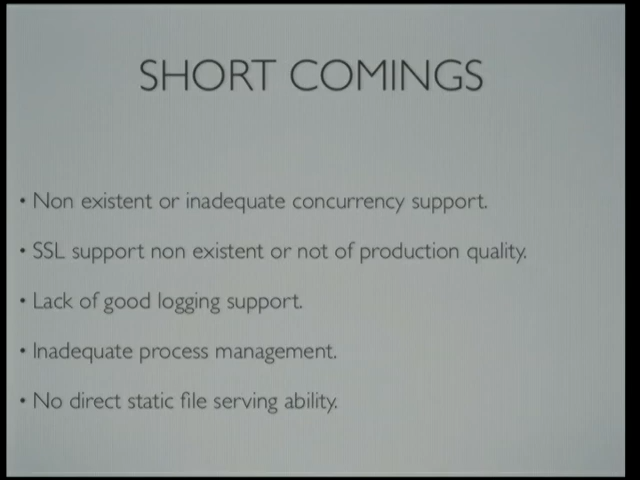 SHORT COMINGS
• Non existent or inadequate concurrency support.
• SSL support non existent or not of production quality.
• Lack of good logging support.
• Inadequate process management.
• No direct static file serving ability.